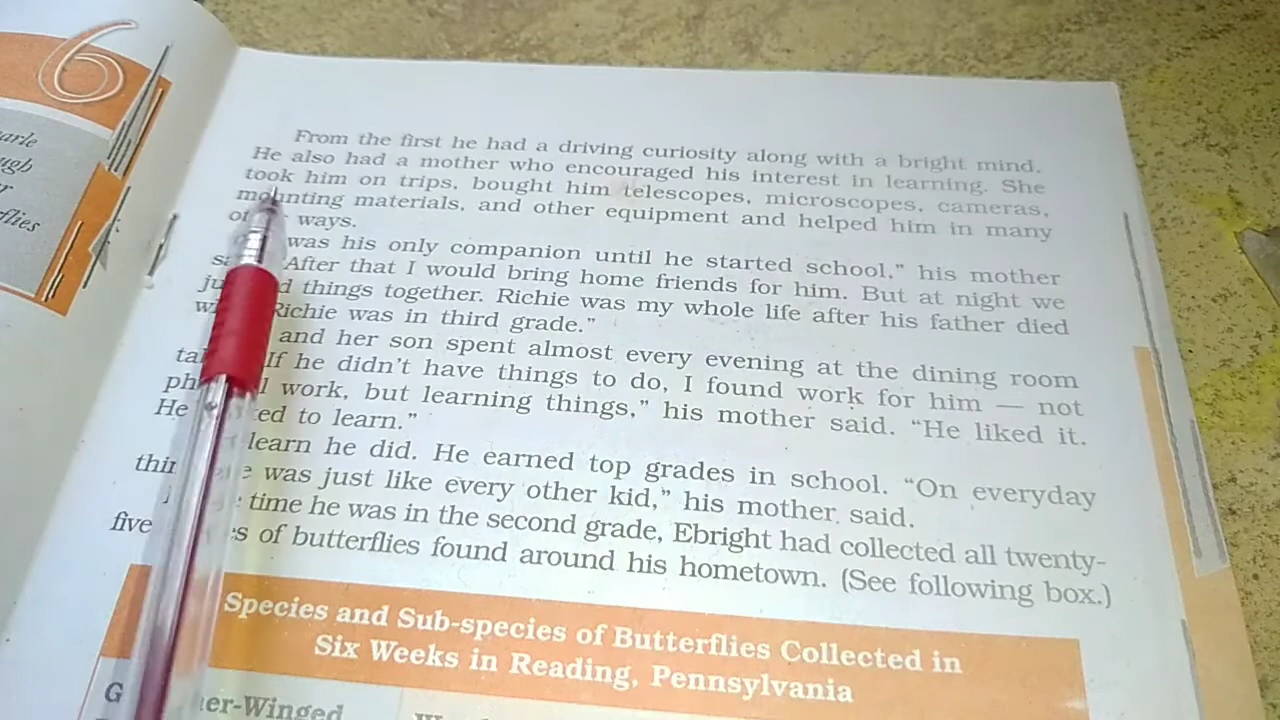 6
arle
ugh
r
flies
From the first he had a driving curiosity along with a bright mind.
He also had a mother who encouraged his interest in learning. She
took him on trips, bought him telescopes, microscopes, cameras,
mounting materials, and other equipment and helped him in many
ways.
was his only companion until he started school,” his mother
After that I would bring home friends for him. But at night we
things together. Richie was my whole life after his father died
Richie was in third grade.”
and her son spent almost every evening at the dining room
If he didn’t have things to do, I found work for him — not
work, but learning things,” his mother said. “He liked it.
He to learn.”
learn he did. He earned top grades in school. “On everyday
was just like every other kid,” his mother said.
time he was in the second grade, Ebright had collected all twenty-
five of butterflies found around his hometown. (See following box.)
Species and Sub-species of Butterflies Collected in
Six Weeks in Reading, Pennsylvania
G er-Winged